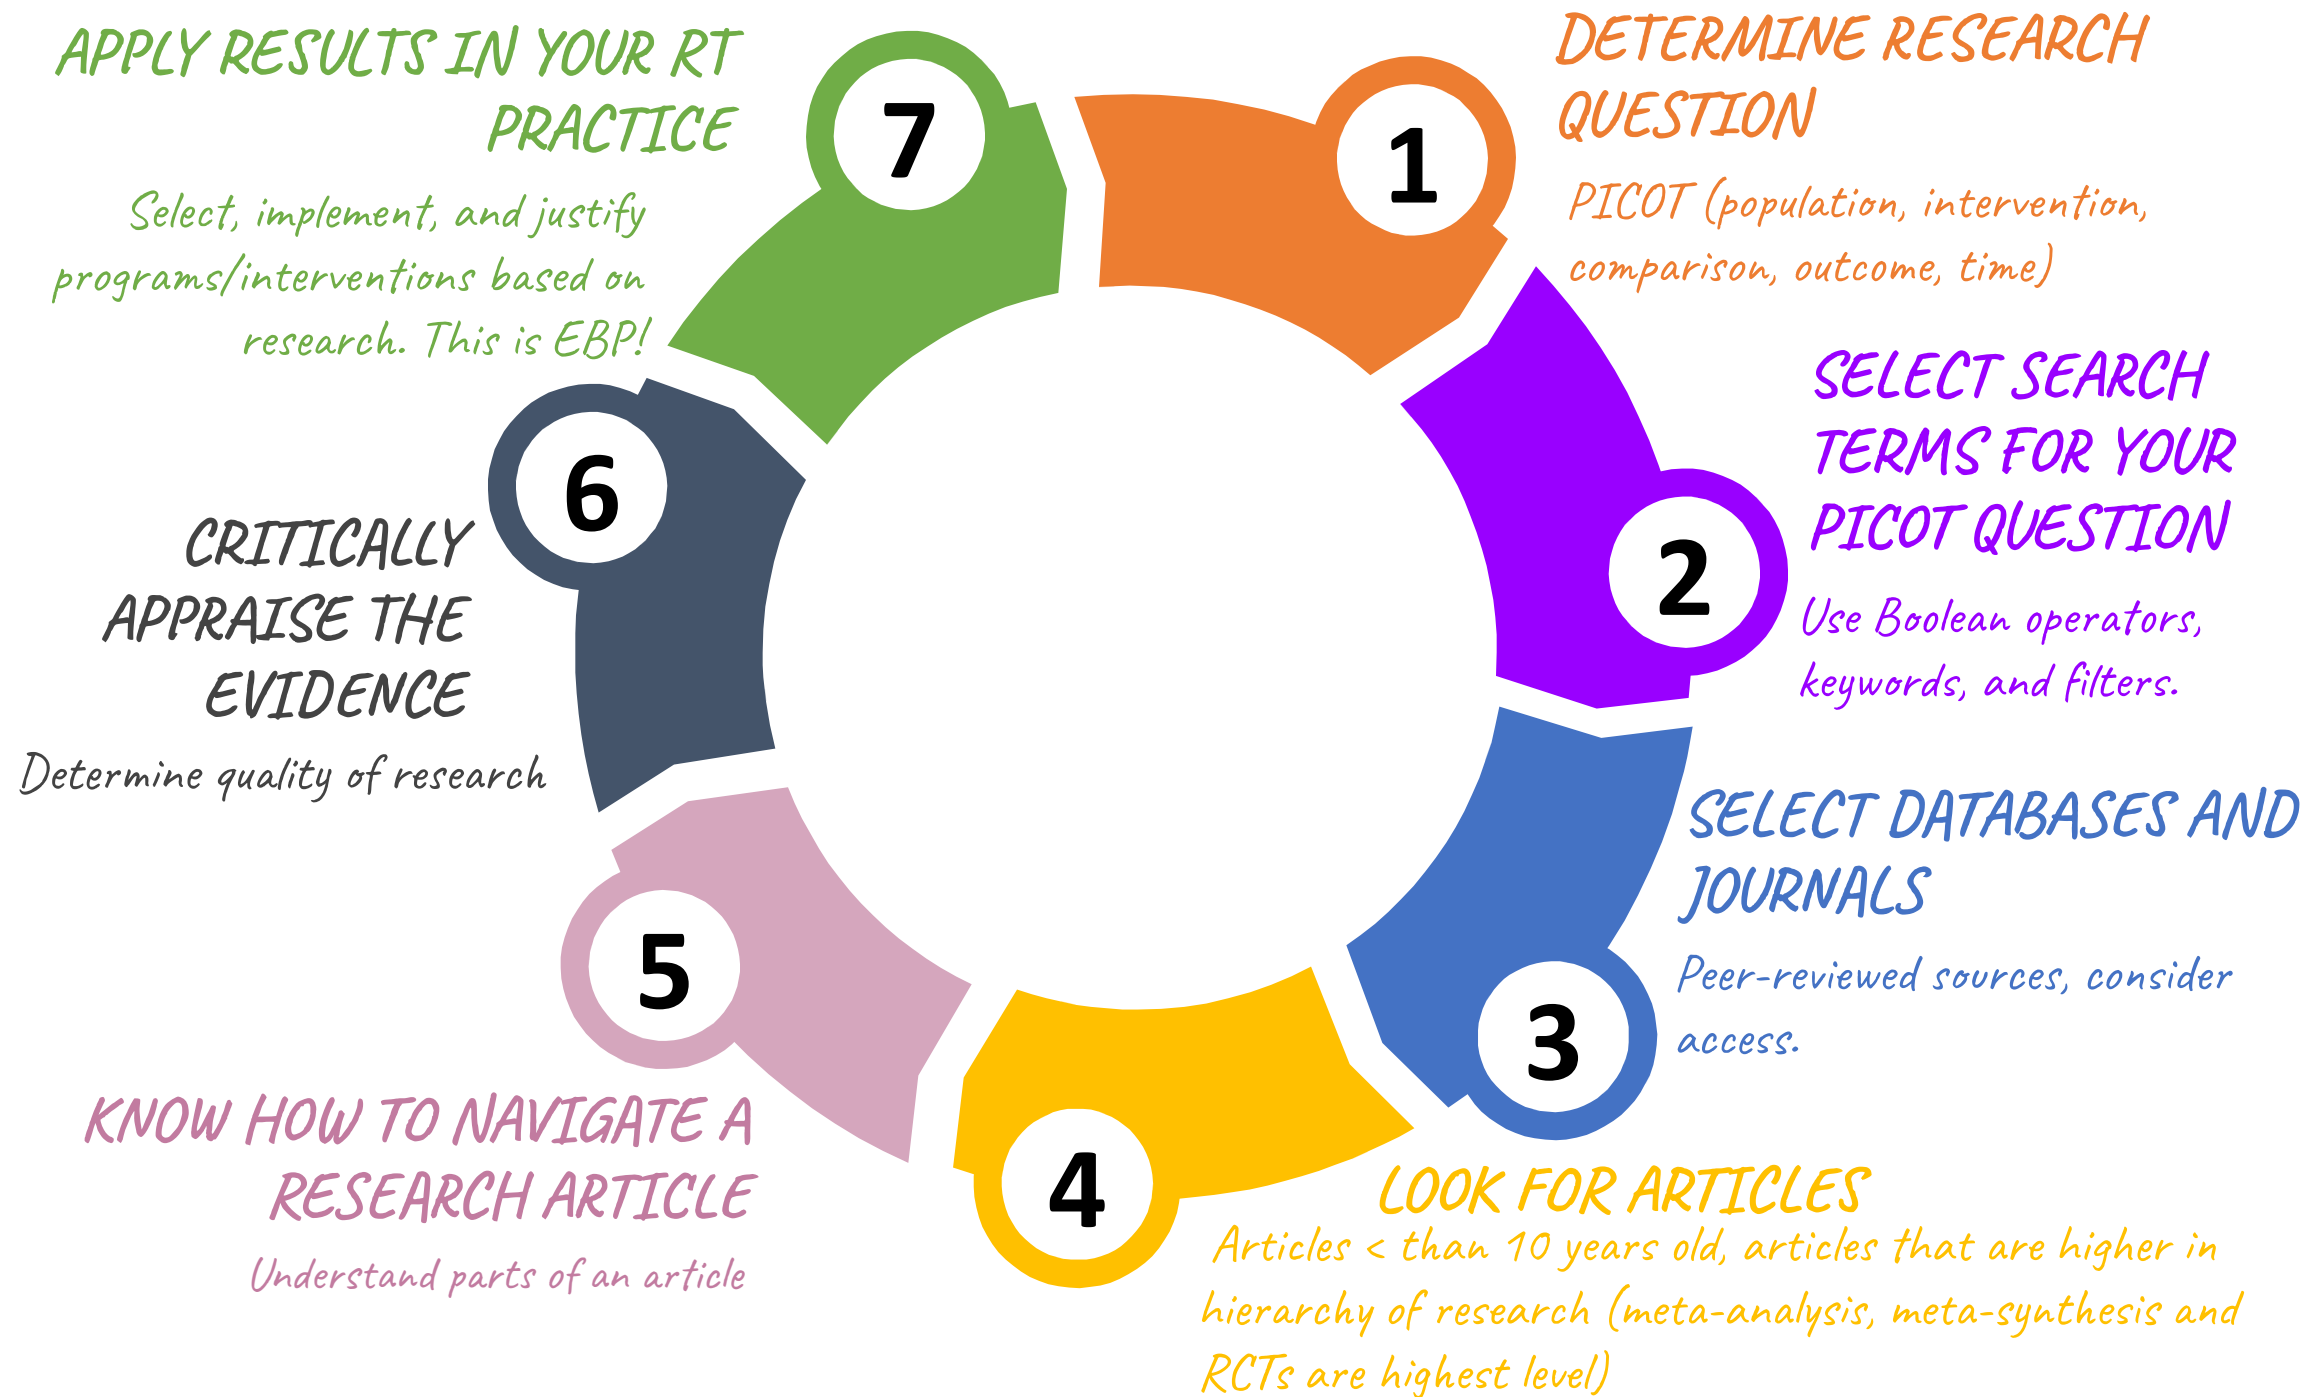 1
DETERMINE RESEARCH
QUESTION
PICOT (population, intervention,
comparison, outcome, time)
2
SELECT SEARCH
TERMS FOR YOUR
PICOT QUESTION
Use Boolean operators,
keywords, and filters.
3
SELECT DATABASES AND
JOURNALS
Peer-reviewed sources, consider
access.
4
LOOK FOR ARTICLES
Articles < than 10 years old, articles that are higher in
hierarchy of research (meta-analysis, meta-synthesis and
RCTs are highest level)
5
KNOW HOW TO NAVIGATE A
RESEARCH ARTICLE
Understand parts of an article
6
CRITICALLY
APPRAISE THE
EVIDENCE
Determine quality of research
7
APPLY RESULTS IN YOUR RT
PRACTICE
Select, implement, and justify
programs/interventions based on
research. This is EBP!